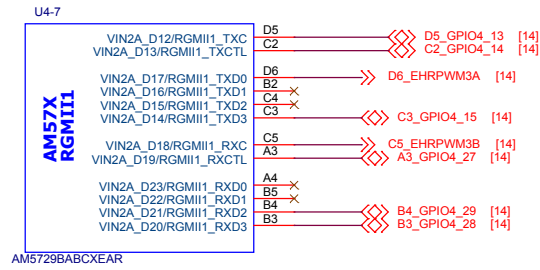 U4-7
AM57X
RGMII1
VIN2A_D12/RGMII1_TXC D5 D5_GPIO4_13 [14]
VIN2A_D13/RGMII1_TXCTL C2 C2_GPIO4_14 [14]
VIN2A_D17/RGMII1_TXD0 D6 D6_EHRPWM3A [14]
VIN2A_D16/RGMII1_TXD1 B2
VIN2A_D15/RGMII1_TXD2 C4
VIN2A_D14/RGMII1_TXD3 C3 C3_GPIO4_15 [14]
VIN2A_D18/RGMII1_RXC C5 C5_EHRPWM3B [14]
VIN2A_D19/RGMII1_RXCTL A3 A3_GPIO4_27 [14]
VIN2A_D23/RGMII1_RXD0 A4
VIN2A_D22/RGMII1_RXD1 B5
VIN2A_D21/RGMII1_RXD2 B4 B4_GPIO4_29 [14]
VIN2A_D20/RGMII1_RXD3 B3 B3_GPIO4_28 [14]
AM5729BABCXEAR